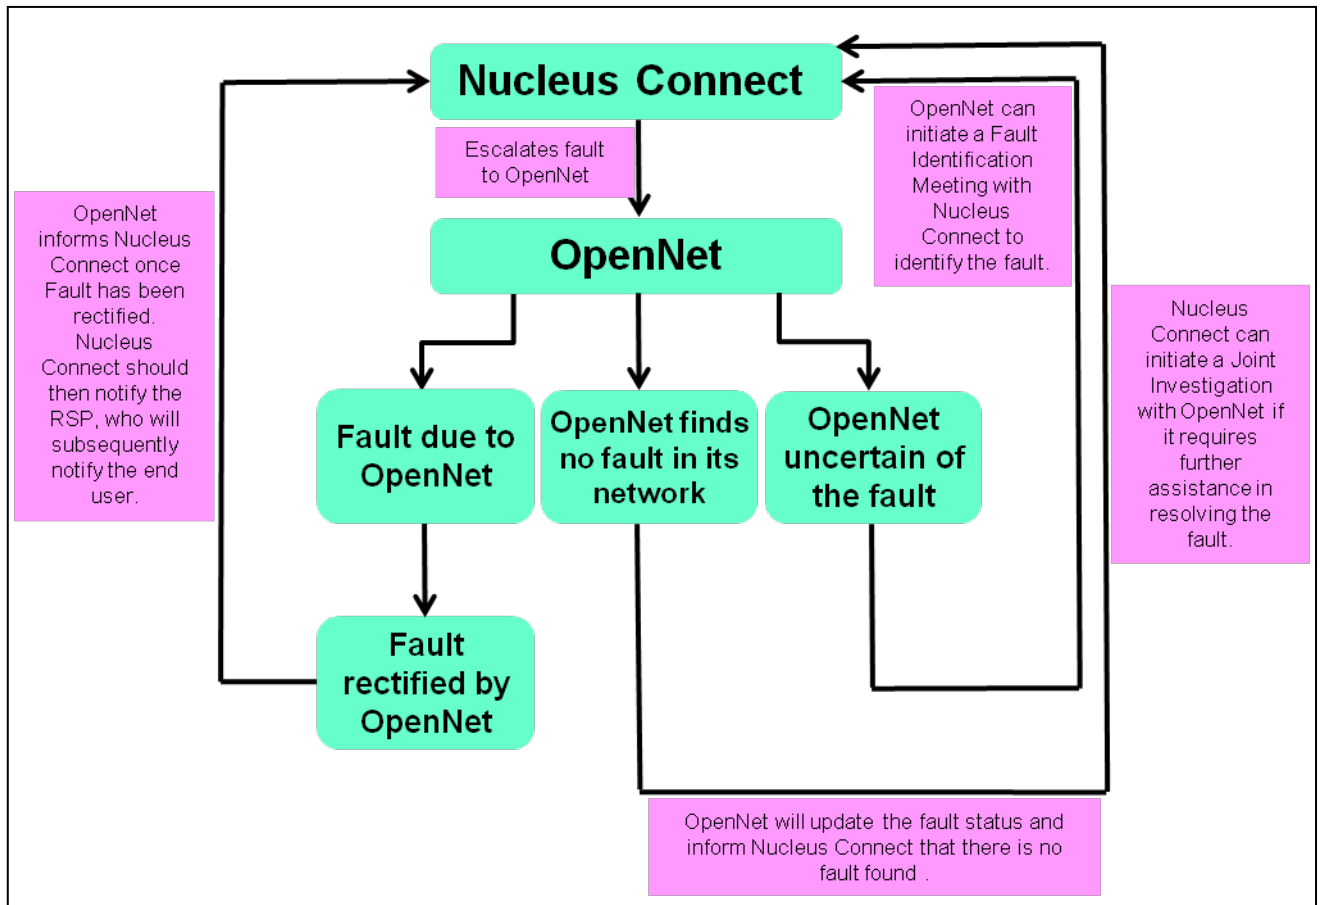 Nucleus Connect
Escalates fault
to OpenNet
OpenNet can
initiate a Fault
Identification
Meeting with
Nucleus
Connect to
identify the fault.
OpenNet
informs Nucleus
Connect once
Fault has been
rectified.
Nucleus
Connect should
then notify the
RSP, who will
subsequently
notify the end
user.
OpenNet
Nucleus
Connect can
initiate a Joint
Investigation
with OpenNet if
it requires
further
assistance in
resolving the
fault.
Fault due to
OpenNet
OpenNet finds
no fault in its
network
OpenNet
uncertain of
the fault
Fault
rectified by
OpenNet
OpenNet will update the fault status and
inform Nucleus Connect that there is no
fault found .